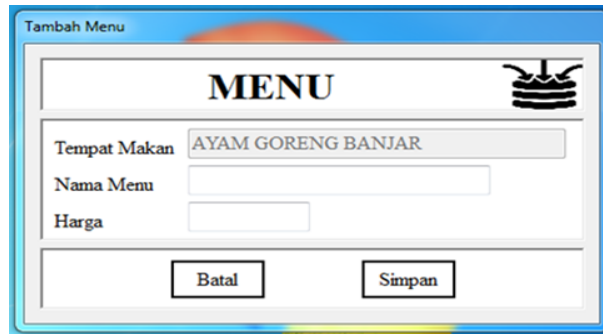 Tambah Menu
MENU
Tempat Makan AYAM GORENG BANJAR
Nama Menu
Harga
Batal Simpan